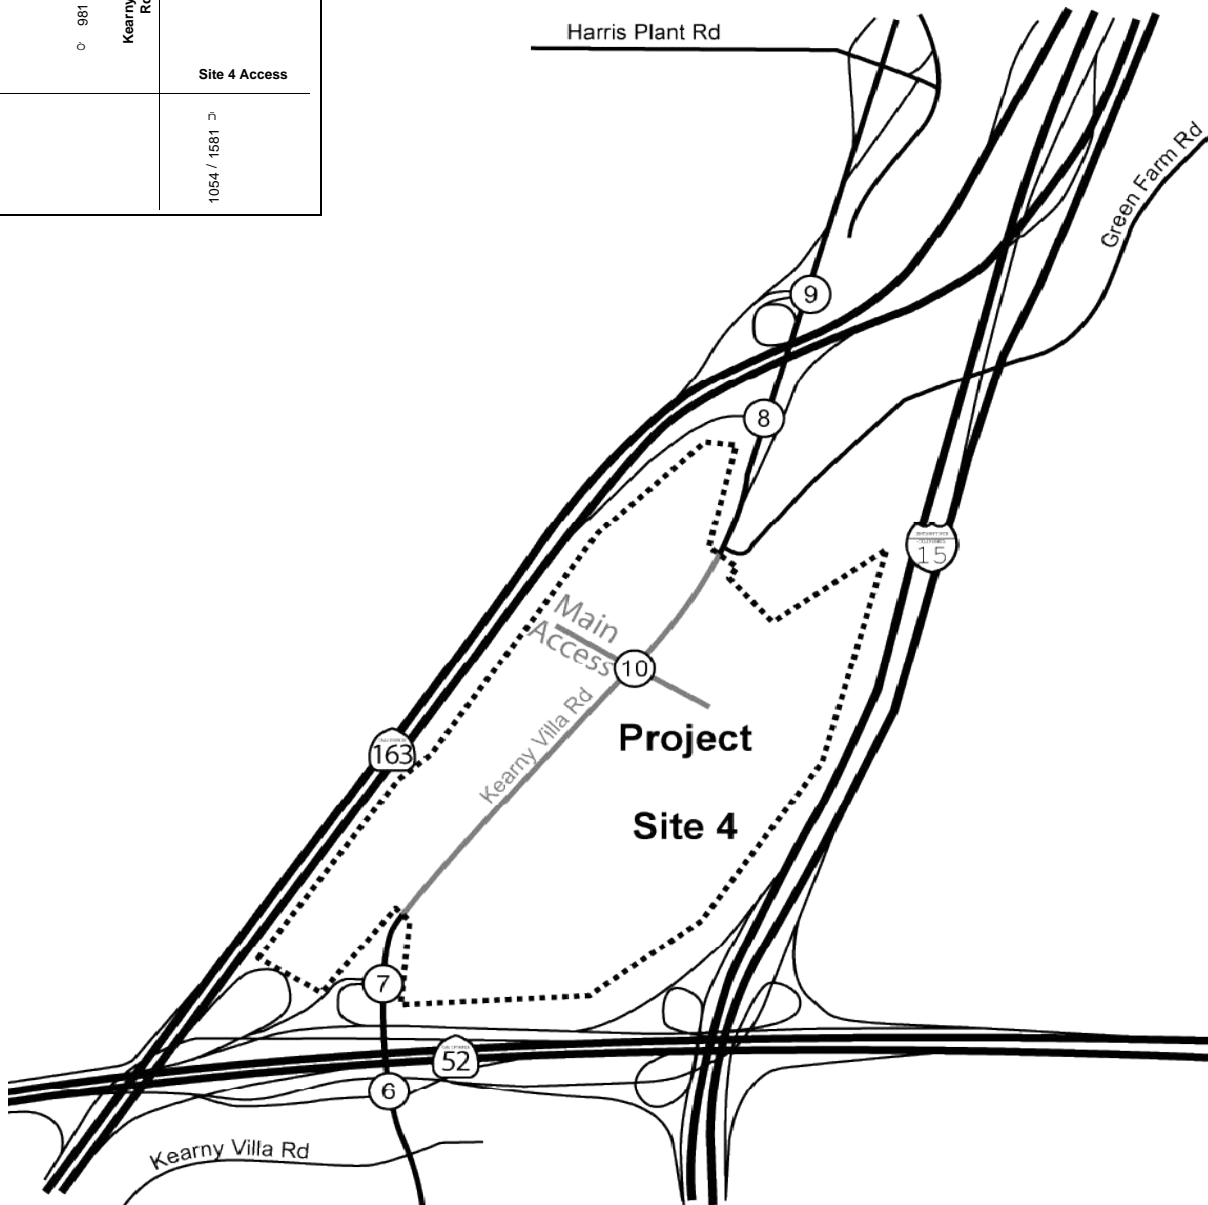 981
Kearny
Rd
Site 4 Access
1054 / 1581
Harris Plant Rd
Green Farm Rd
9
8
15
Main
Access
10
Kearny Villa Rd
Project
Site 4
163
7
52
6
Kearny Villa Rd